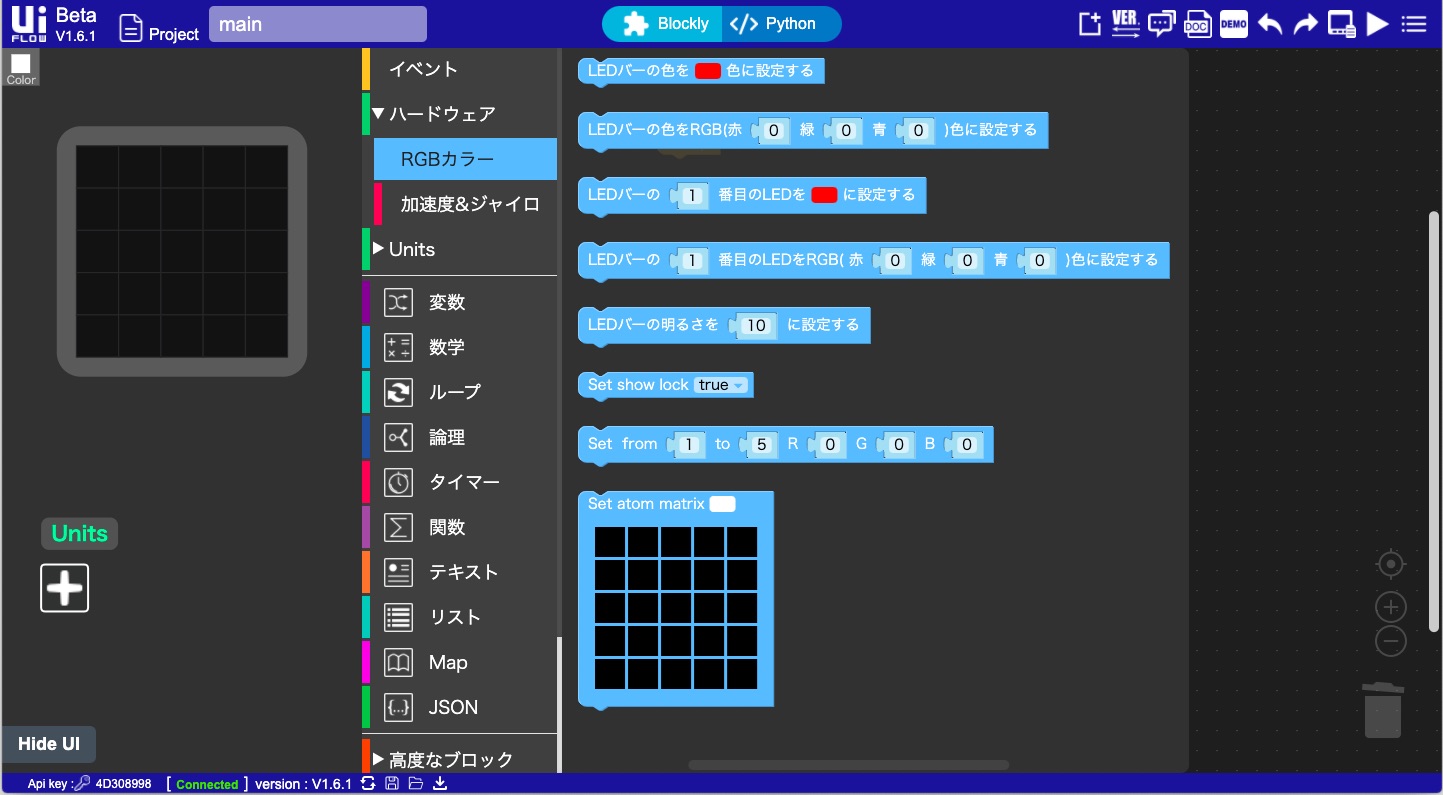 Ui FLOW Beta V1.6.1 Project main Blockly </> Python VER. DOC DEMO
Color
イベント
ハードウェア
RGBカラー
加速度&ジャイロ
Units
変数
数学
ループ
論理
タイマー
関数
テキスト
リスト
Map
JSON
高度なブロック
LEDバーの色を 色に設定する
LEDバーの色をRGB(赤 0 緑 0 青 0 )色に設定する
LEDバーの 1 番目のLEDを に設定する
LEDバーの 1 番目のLEDをRGB( 赤 0 緑 0 青 0 )色に設定する
LEDバーの明るさを 10 に設定する
Set show lock true
Set from 1 to 5 R 0 G 0 B 0
Set atom matrix
Units
Hide UI
Api key : 4D308998 [ Connected ] version : V1.6.1